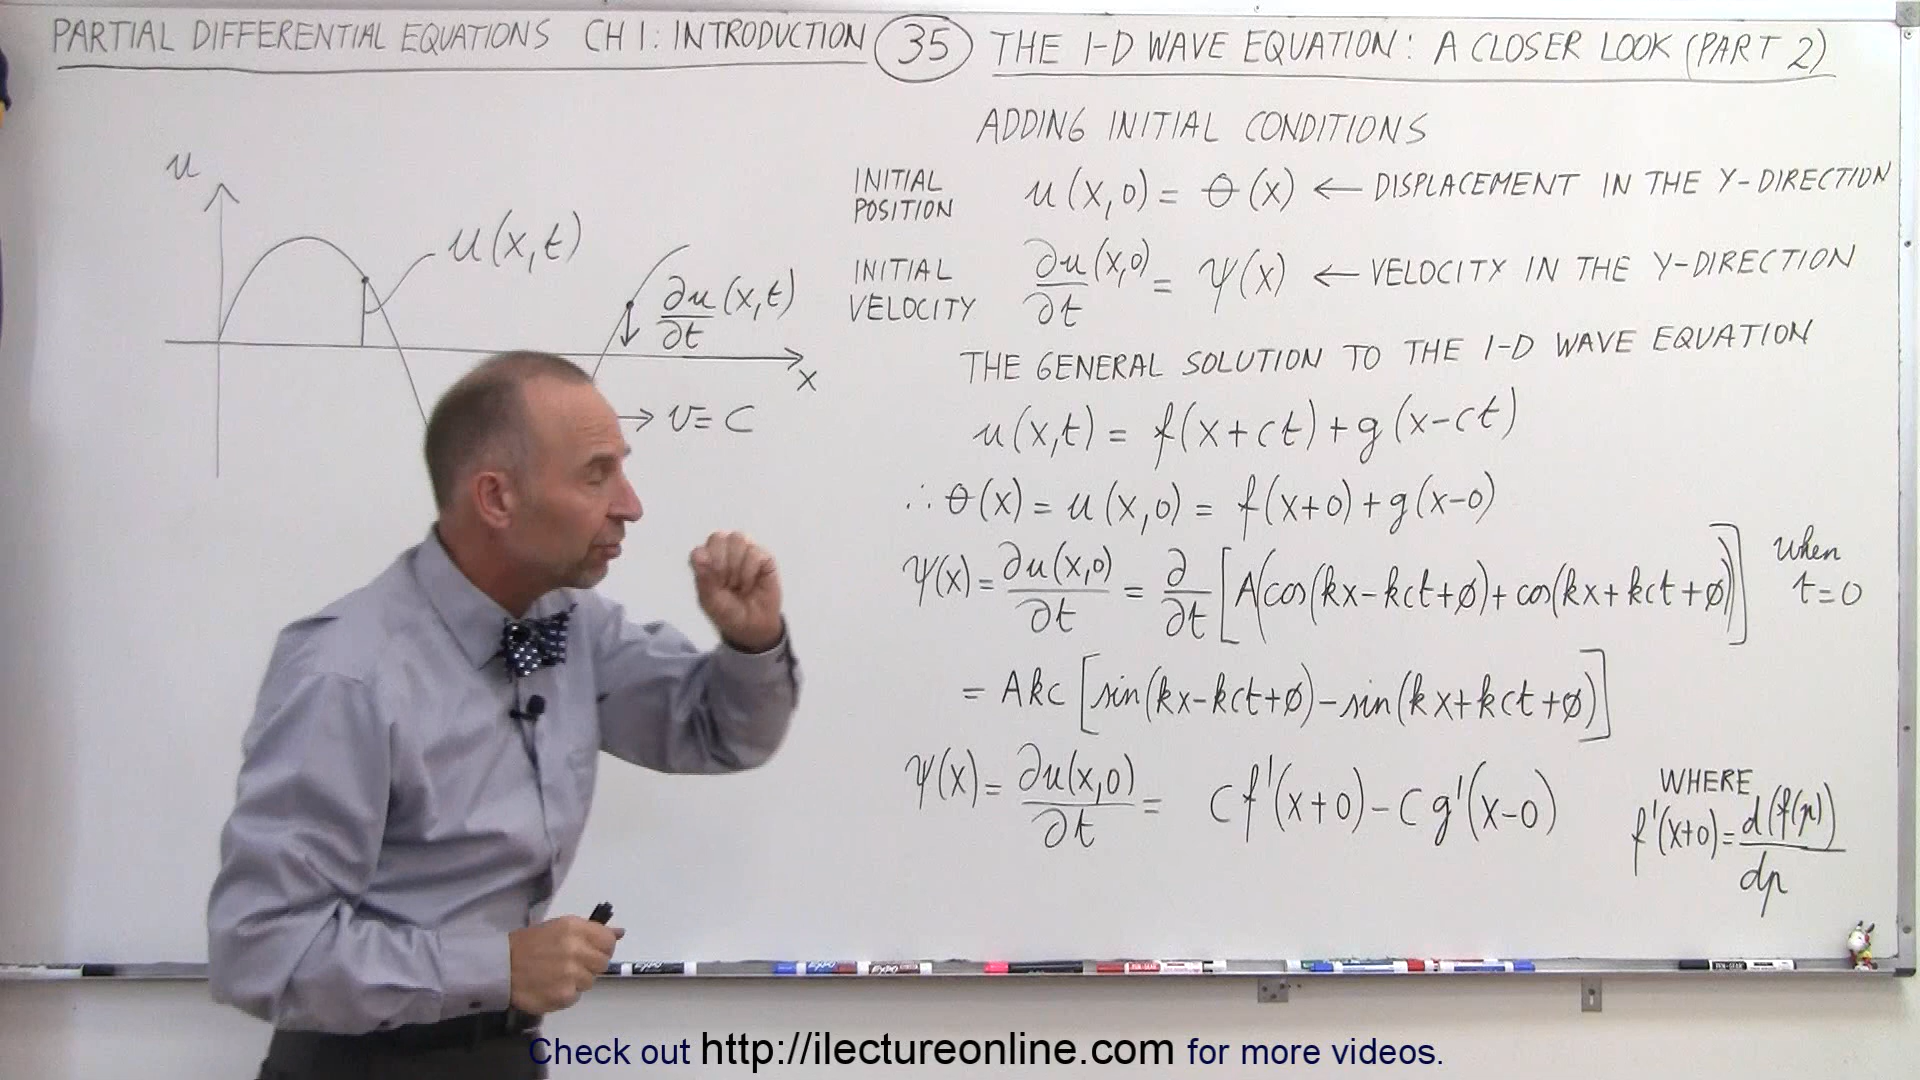 PARTIAL DIFFERENTIAL EQUATIONS CH 1: INTRODUCTION 35 THE 1-D WAVE EQUATION: A CLOSER LOOK (PART 2)
u
u(x,t)
∂u/∂t (x,t)
x
→ v = c
ADDING INITIAL CONDITIONS
INITIAL POSITION u(x,0) = θ(x) ← DISPLACEMENT IN THE Y-DIRECTION
INITIAL VELOCITY ∂u/∂t (x,0) = ψ(x) ← VELOCITY IN THE Y-DIRECTION
THE GENERAL SOLUTION TO THE 1-D WAVE EQUATION
u(x,t) = f(x+ct)+g(x-ct)
∴ θ(x) = u(x,0) = f(x+0)+g(x-0)
ψ(x) = ∂u(x,0)/∂t = ∂/∂t [A(cos(kx-kct+ø)+cos(kx+kct+ø))] when t=0
= Akc [sin(kx-kct+ø)-sin(kx+kct+ø)]
ψ(x) = ∂u(x,0)/∂t = cf'(x+0)-cg'(x-0)
WHERE
f'(x+0) = d(f(p))/dp
EXPO EXPO
Check out http://ilectureonline.com for more videos.